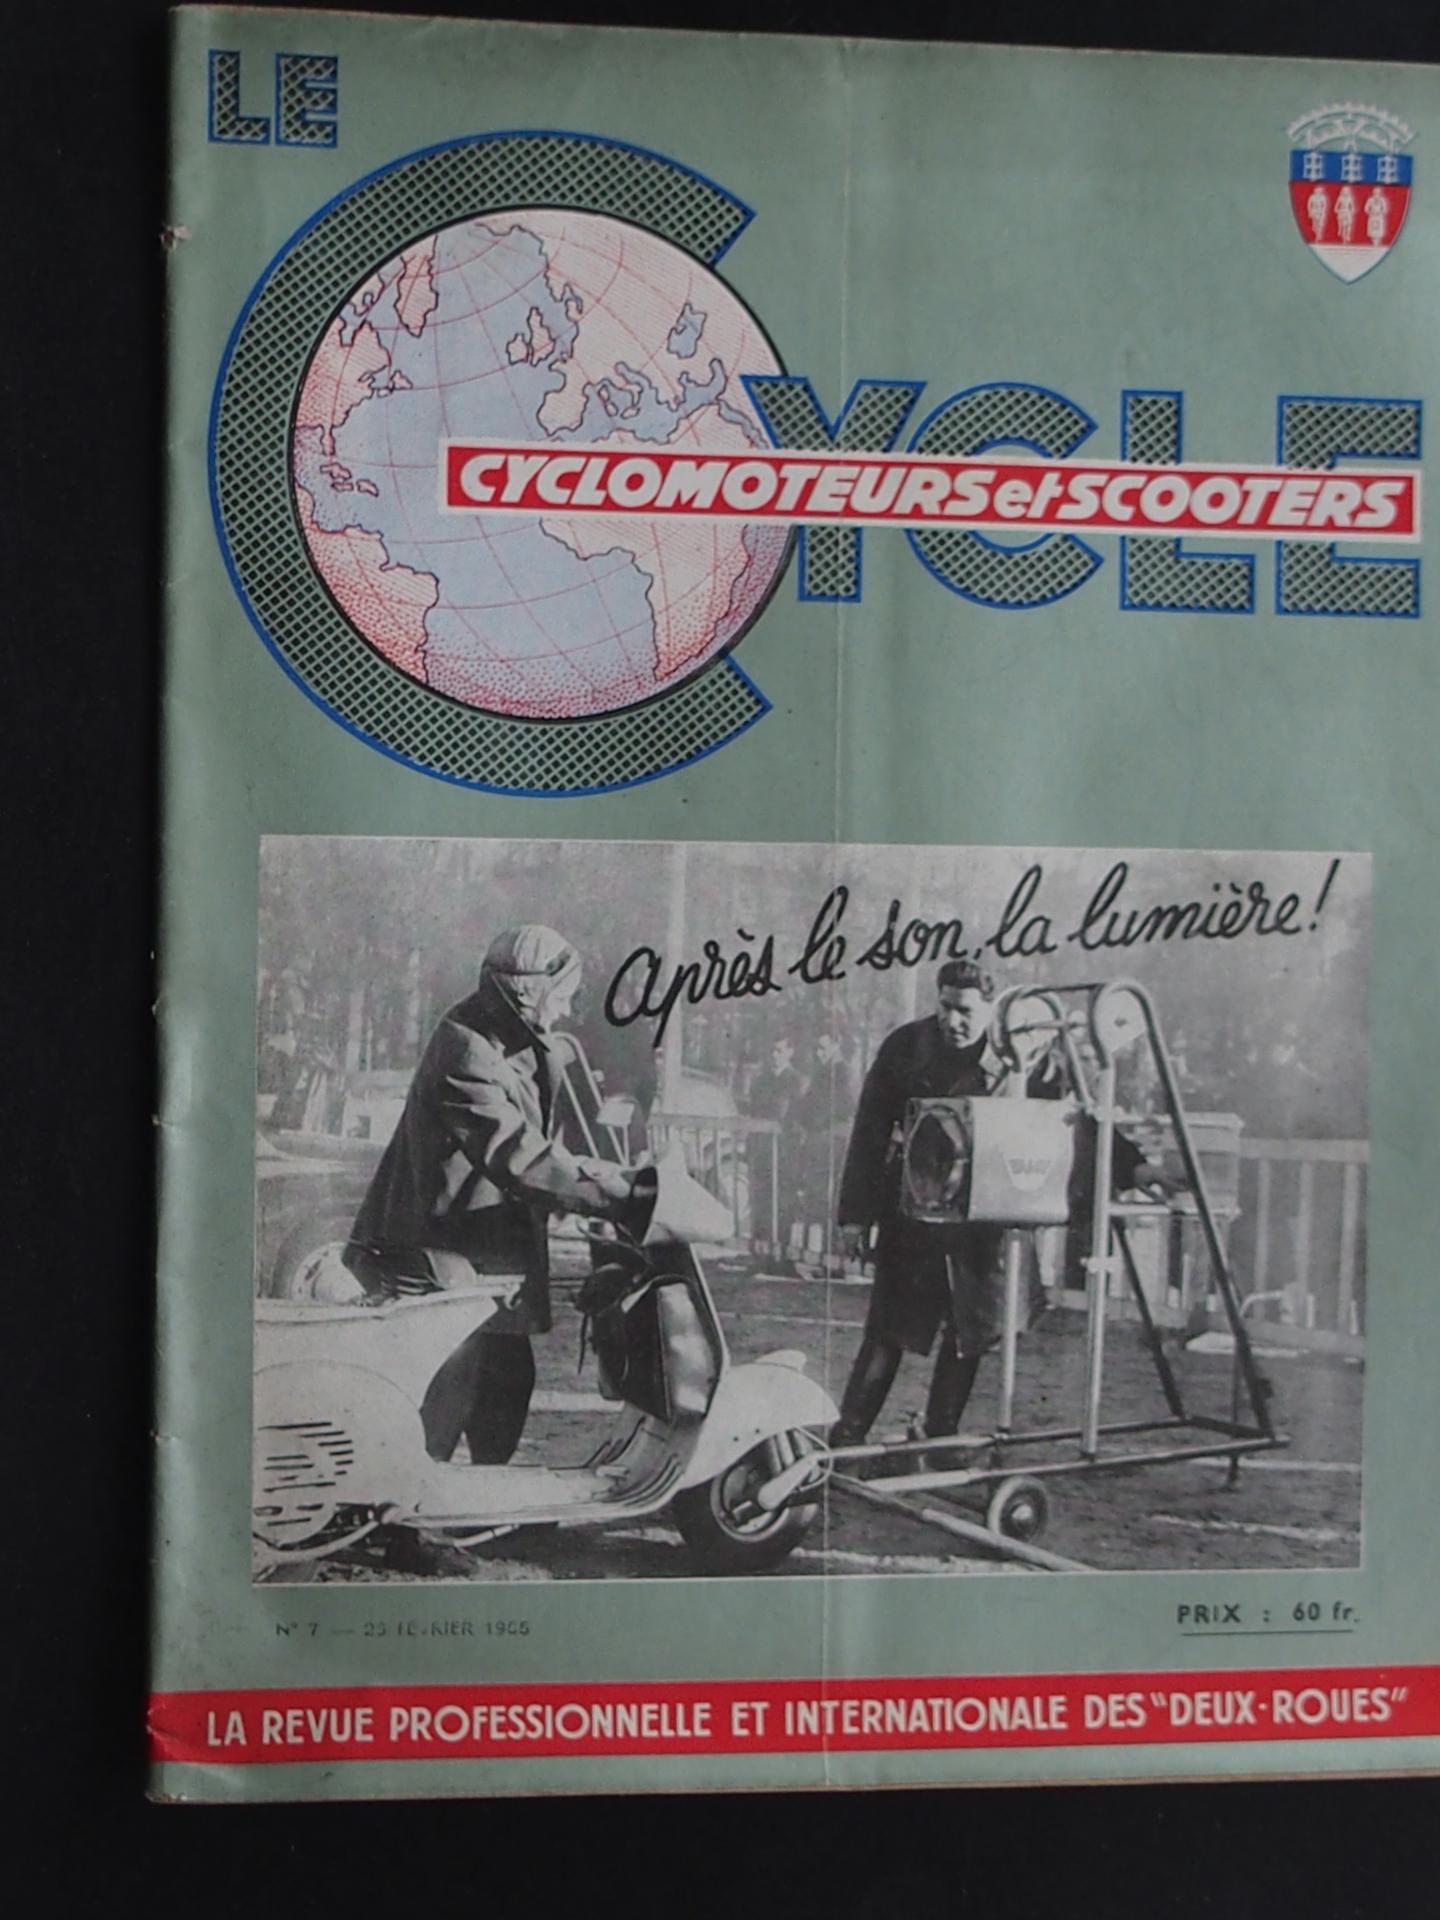 LE
CYCLE
CYCLOMOTEURS et SCOOTERS
Après le son, la lumière!
N° 7 — FÉVRIER
PRIX : 60 fr.
LA REVUE PROFESSIONNELLE ET INTERNATIONALE DES "DEUX-ROUES"